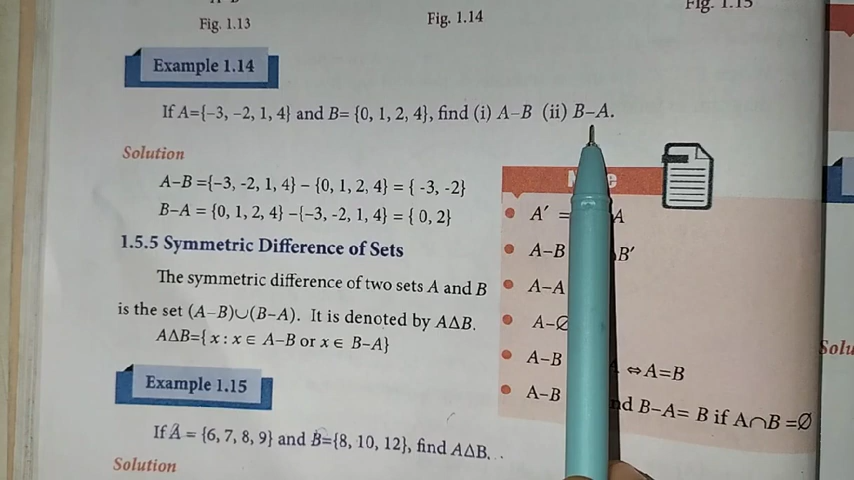 Fig. 1.13
Fig. 1.14
Fig. 1.15
Example 1.14
If A={–3, –2, 1, 4} and B= {0, 1, 2, 4}, find (i) A–B (ii) B–A.
Solution
A–B ={–3, -2, 1, 4} – {0, 1, 2, 4} = { -3, -2}
B–A = {0, 1, 2, 4} –{–3, -2, 1, 4} = { 0, 2}
1.5.5 Symmetric Difference of Sets
The symmetric difference of two sets A and B
is the set (A–B)∪(B–A). It is denoted by AΔB.
AΔB={ x : x ∈ A–B or x ∈ B–A}
Example 1.15
If A = {6, 7, 8, 9} and B={8, 10, 12}, find AΔB.
Solution
A′ = A
A–B B′
A–A
A–∅
A–B ⇔ A=B
A–B B–A= B if A∩B =∅